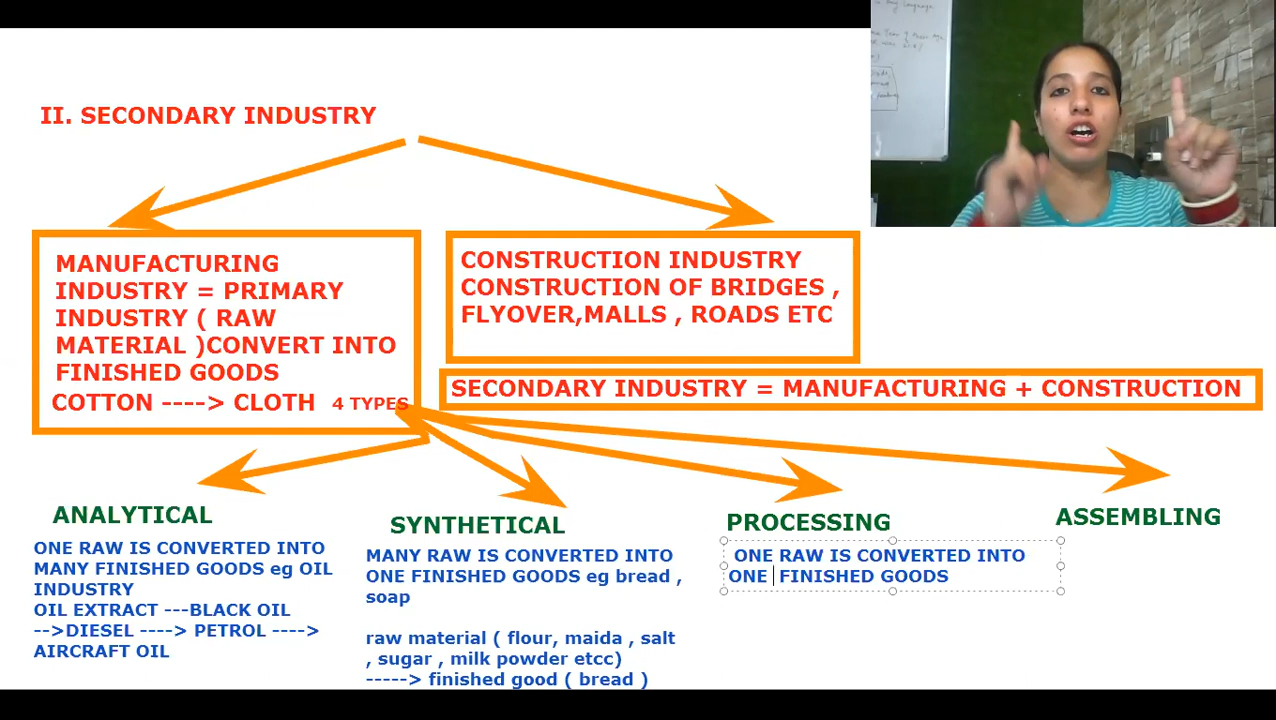 II. SECONDARY INDUSTRY
MANUFACTURING
INDUSTRY = PRIMARY
INDUSTRY ( RAW
MATERIAL )CONVERT INTO
FINISHED GOODS
COTTON ----> CLOTH 4 TYPES
CONSTRUCTION INDUSTRY
CONSTRUCTION OF BRIDGES ,
FLYOVER,MALLS , ROADS ETC
SECONDARY INDUSTRY = MANUFACTURING + CONSTRUCTION
ANALYTICAL
ONE RAW IS CONVERTED INTO
MANY FINISHED GOODS eg OIL
INDUSTRY
OIL EXTRACT ---BLACK OIL
-->DIESEL ----> PETROL ---->
AIRCRAFT OIL
SYNTHETICAL
MANY RAW IS CONVERTED INTO
ONE FINISHED GOODS eg bread ,
soap
raw material ( flour, maida , salt
, sugar , milk powder etcc)
-----> finished good ( bread )
PROCESSING
ONE RAW IS CONVERTED INTO
ONE FINISHED GOODS
ASSEMBLING